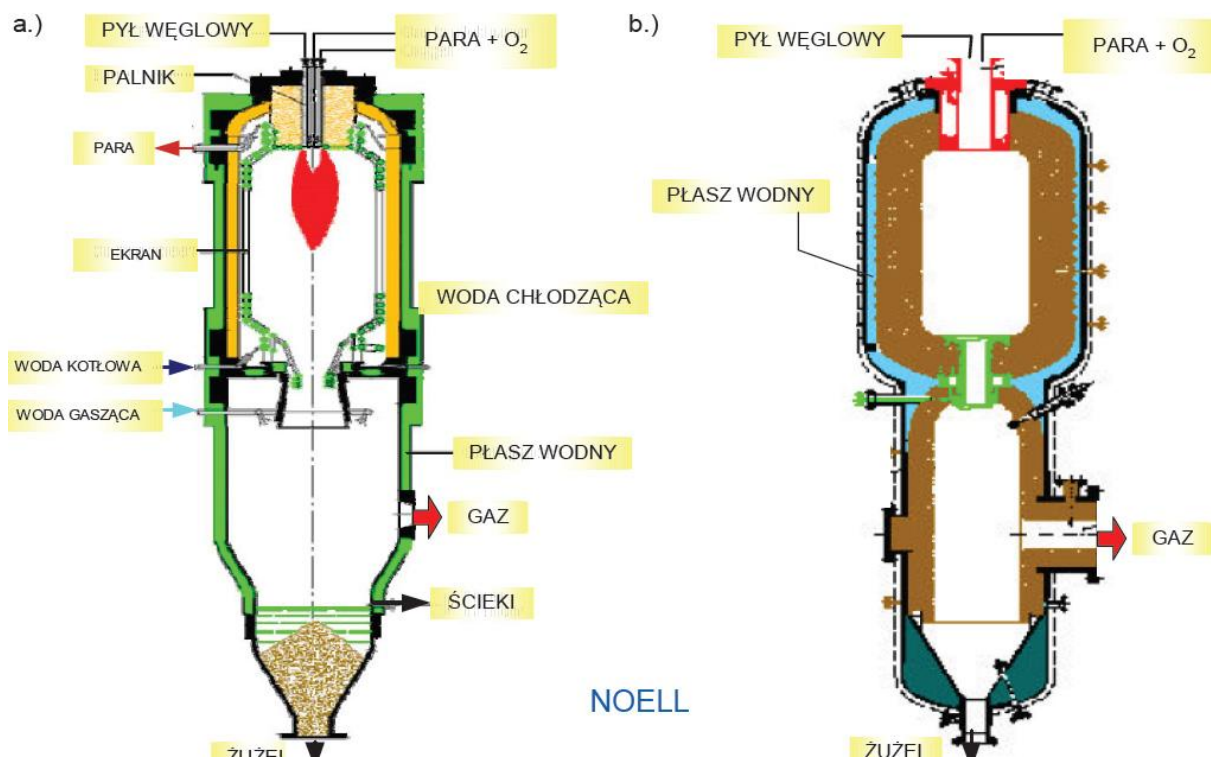 a.)
PYŁ WĘGLOWY
PARA + O2
PALNIK
PARA
EKRAN
WODA CHŁODZĄCA
WODA KOTŁOWA
WODA GASZĄCA
PŁASZ WODNY
GAZ
ŚCIEKI
ŻUŻEL
NOELL
b.)
PYŁ WĘGLOWY
PARA + O2
PŁASZ WODNY
GAZ
ŻUŻEL